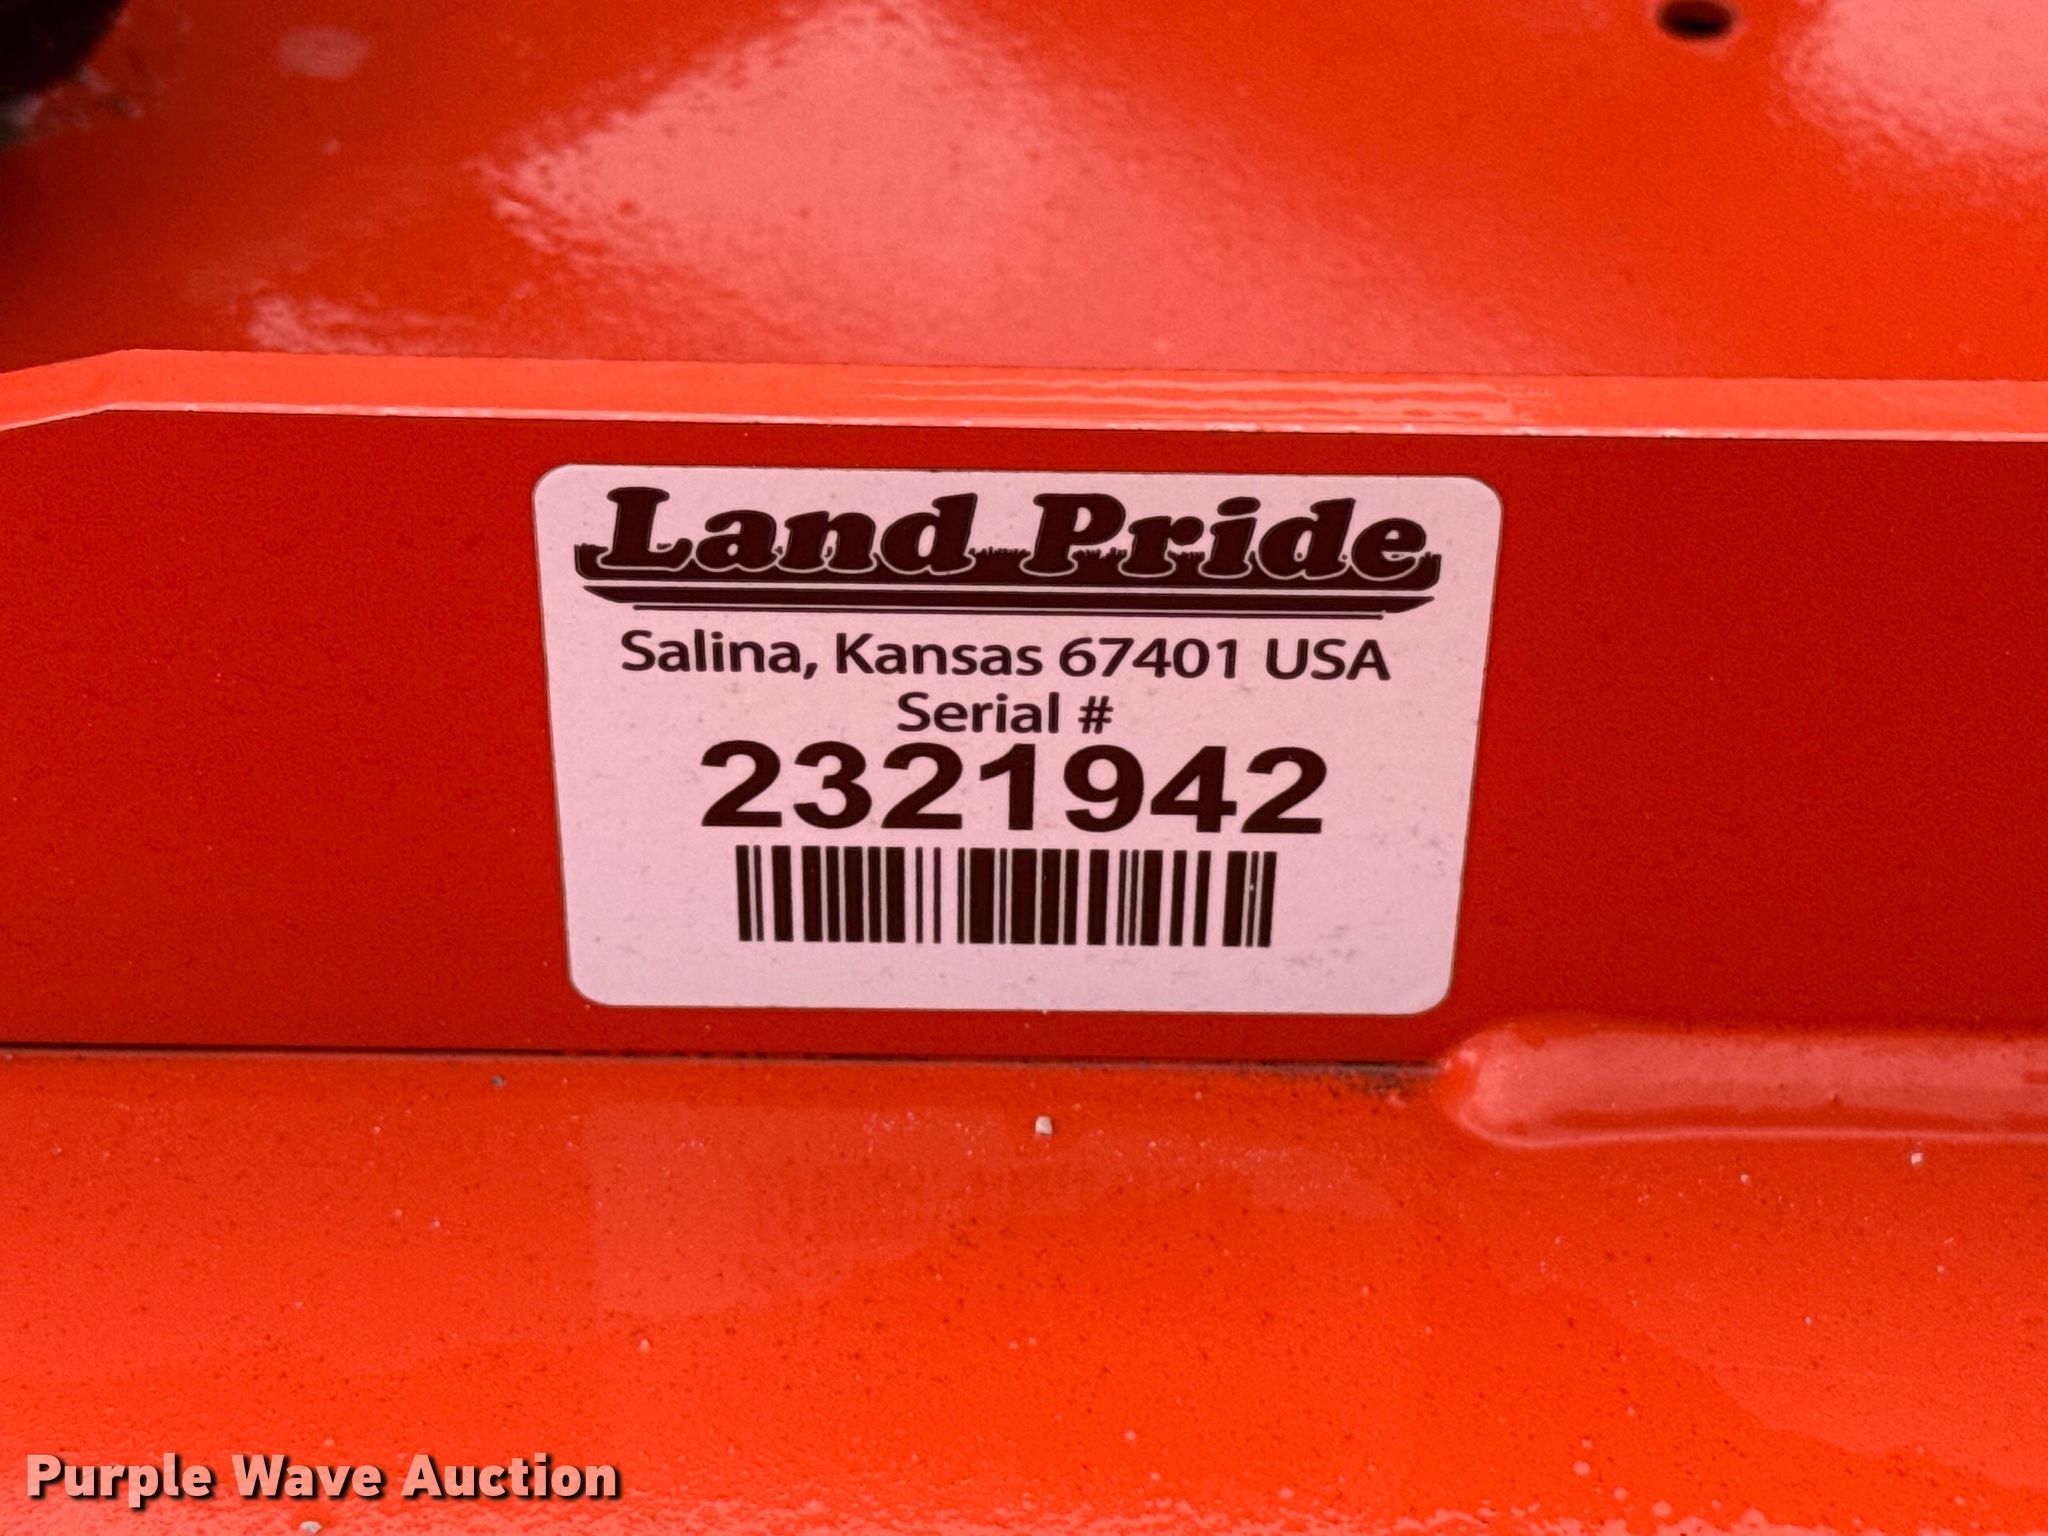 Land Pride
Salina, Kansas 67401 USA
Serial #
2321942
Purple Wave Auction